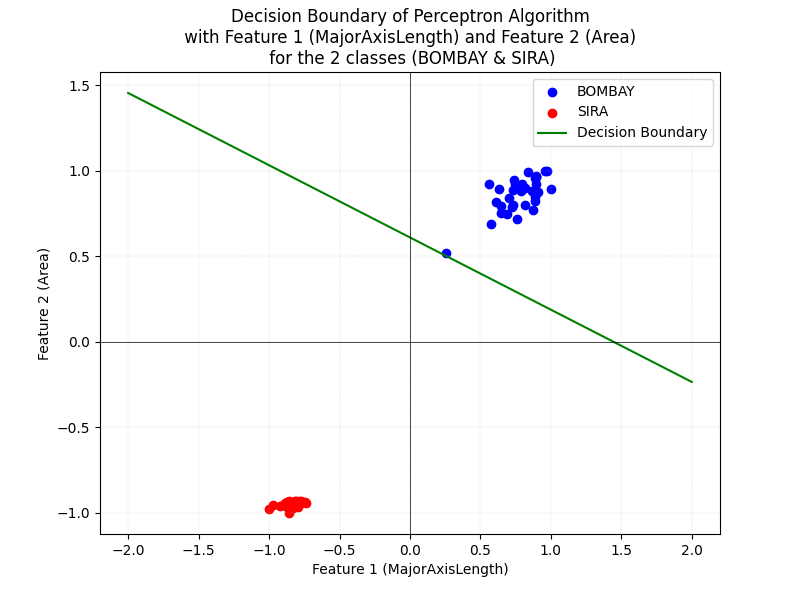 Decision Boundary of Perceptron Algorithm
with Feature 1 (MajorAxisLength) and Feature 2 (Area)
for the 2 classes (BOMBAY & SIRA)
BOMBAY
SIRA
Decision Boundary
Feature 2 (Area)
1.5
1.0
0.5
0.0
−0.5
−1.0
−2.0 −1.5 −1.0 −0.5 0.0 0.5 1.0 1.5 2.0
Feature 1 (MajorAxisLength)